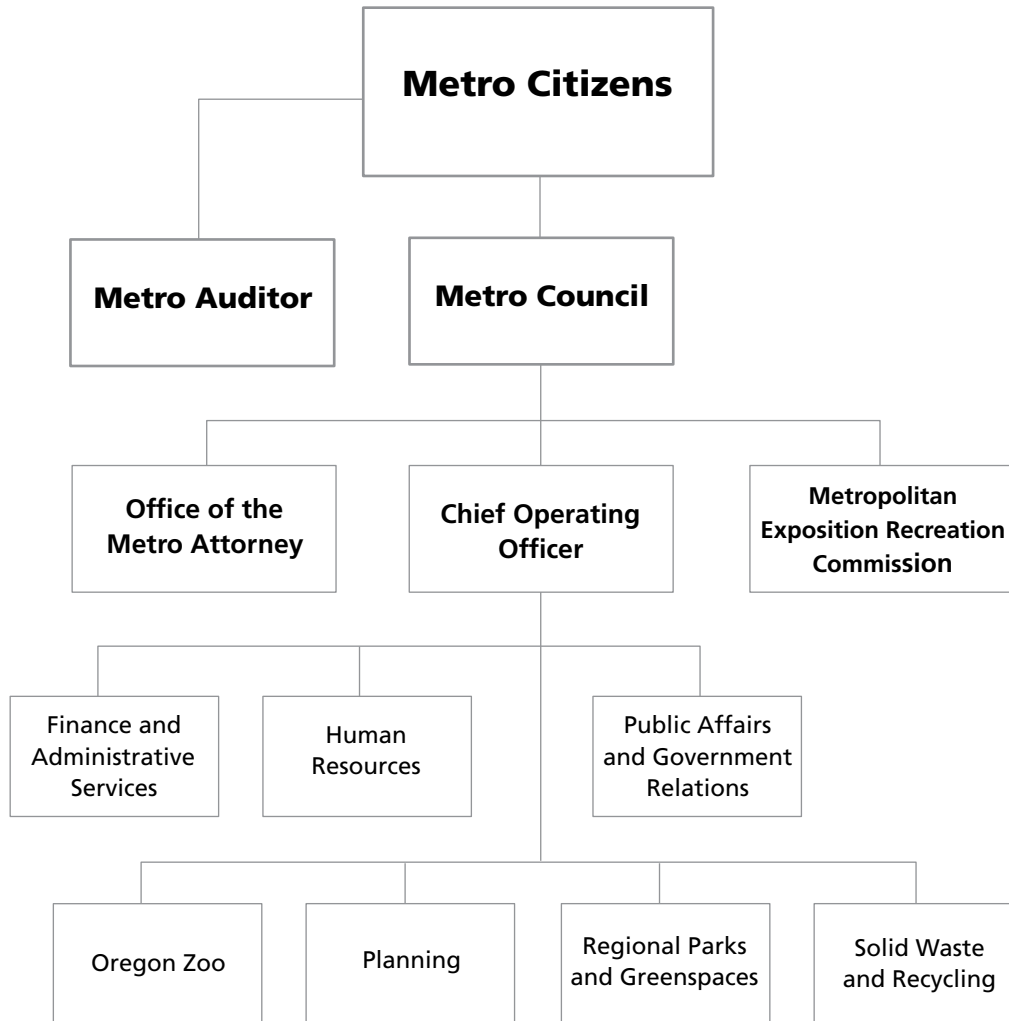 Metro Citizens
Metro Auditor
Metro Council
Office of the
Metro Attorney
Chief Operating
Officer
Metropolitan
Exposition Recreation
Commission
Finance and
Administrative
Services
Human
Resources
Public Affairs
and Government
Relations
Oregon Zoo
Planning
Regional Parks
and Greenspaces
Solid Waste
and Recycling